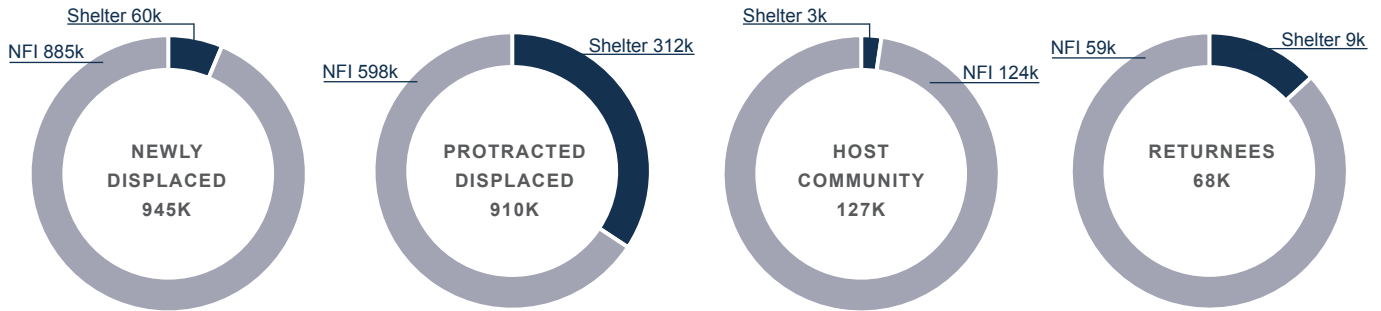 Shelter 60k
NFI 885k
NEWLY
DISPLACED
945K
Shelter 312k
NFI 598k
PROTRACTED
DISPLACED
910K
Shelter 3k
NFI 124k
HOST
COMMUNITY
127K
Shelter 9k
NFI 59k
RETURNEES
68K